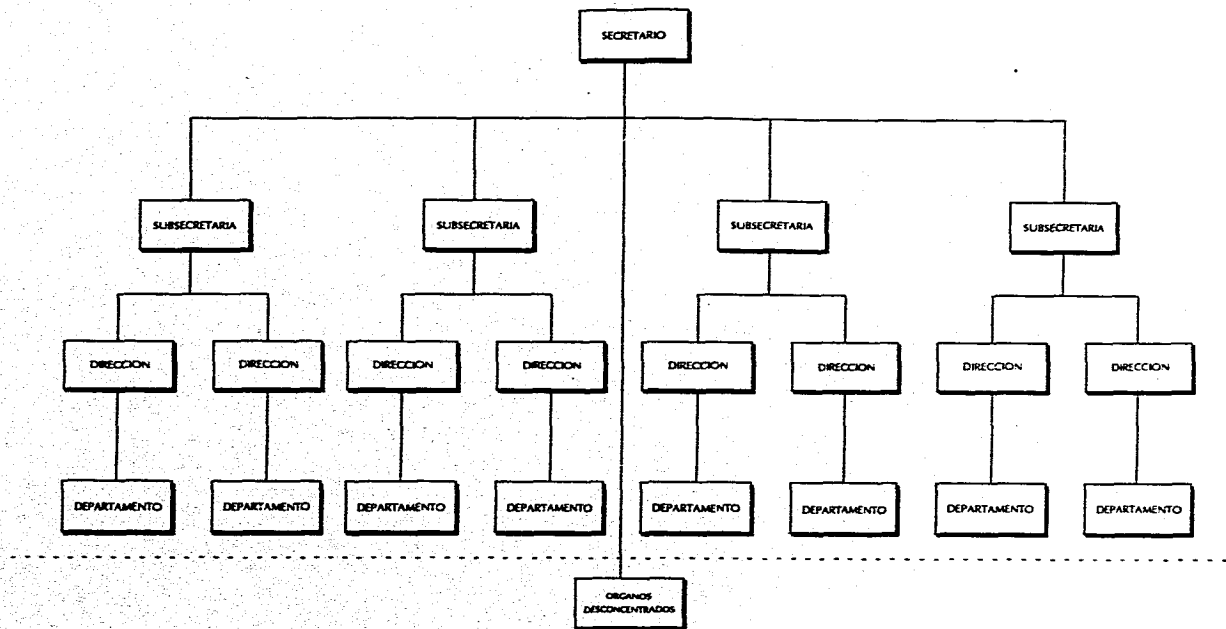 SECRETARIO
SUBSECRETARIA
SUBSECRETARIA
SUBSECRETARIA
SUBSECRETARIA
DIRECCION
DIRECCION
DIRECCION
DIRECCION
DIRECCION
DIRECCION
DIRECCION
DIRECCION
DEPARTAMENTO
DEPARTAMENTO
DEPARTAMENTO
DEPARTAMENTO
DEPARTAMENTO
DEPARTAMENTO
DEPARTAMENTO
DEPARTAMENTO
ORGANOS
DESCONCENTRADOS